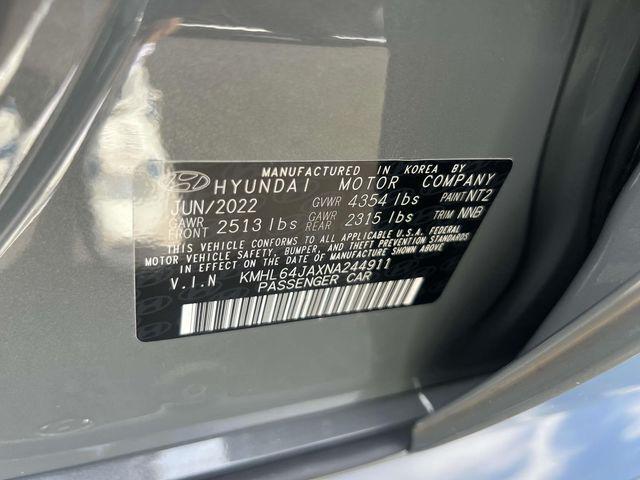 MANUFACTURED IN KOREA BY
HYUNDAI MOTOR COMPANY
JUN/2022 GVWR 4354 lbs PAINT NT2
GAWR FRONT 2513 lbs GAWR REAR 2315 lbs TRIM NNB
THIS VEHICLE CONFORMS TO ALL APPLICABLE U.S.A. FEDERAL
MOTOR VEHICLE SAFETY, BUMPER, AND THEFT PREVENTION STANDARDS
IN EFFECT ON THE DATE OF MANUFACTURE SHOWN ABOVE
V.I.N KMHL64JAXNA244911
PASSENGER CAR